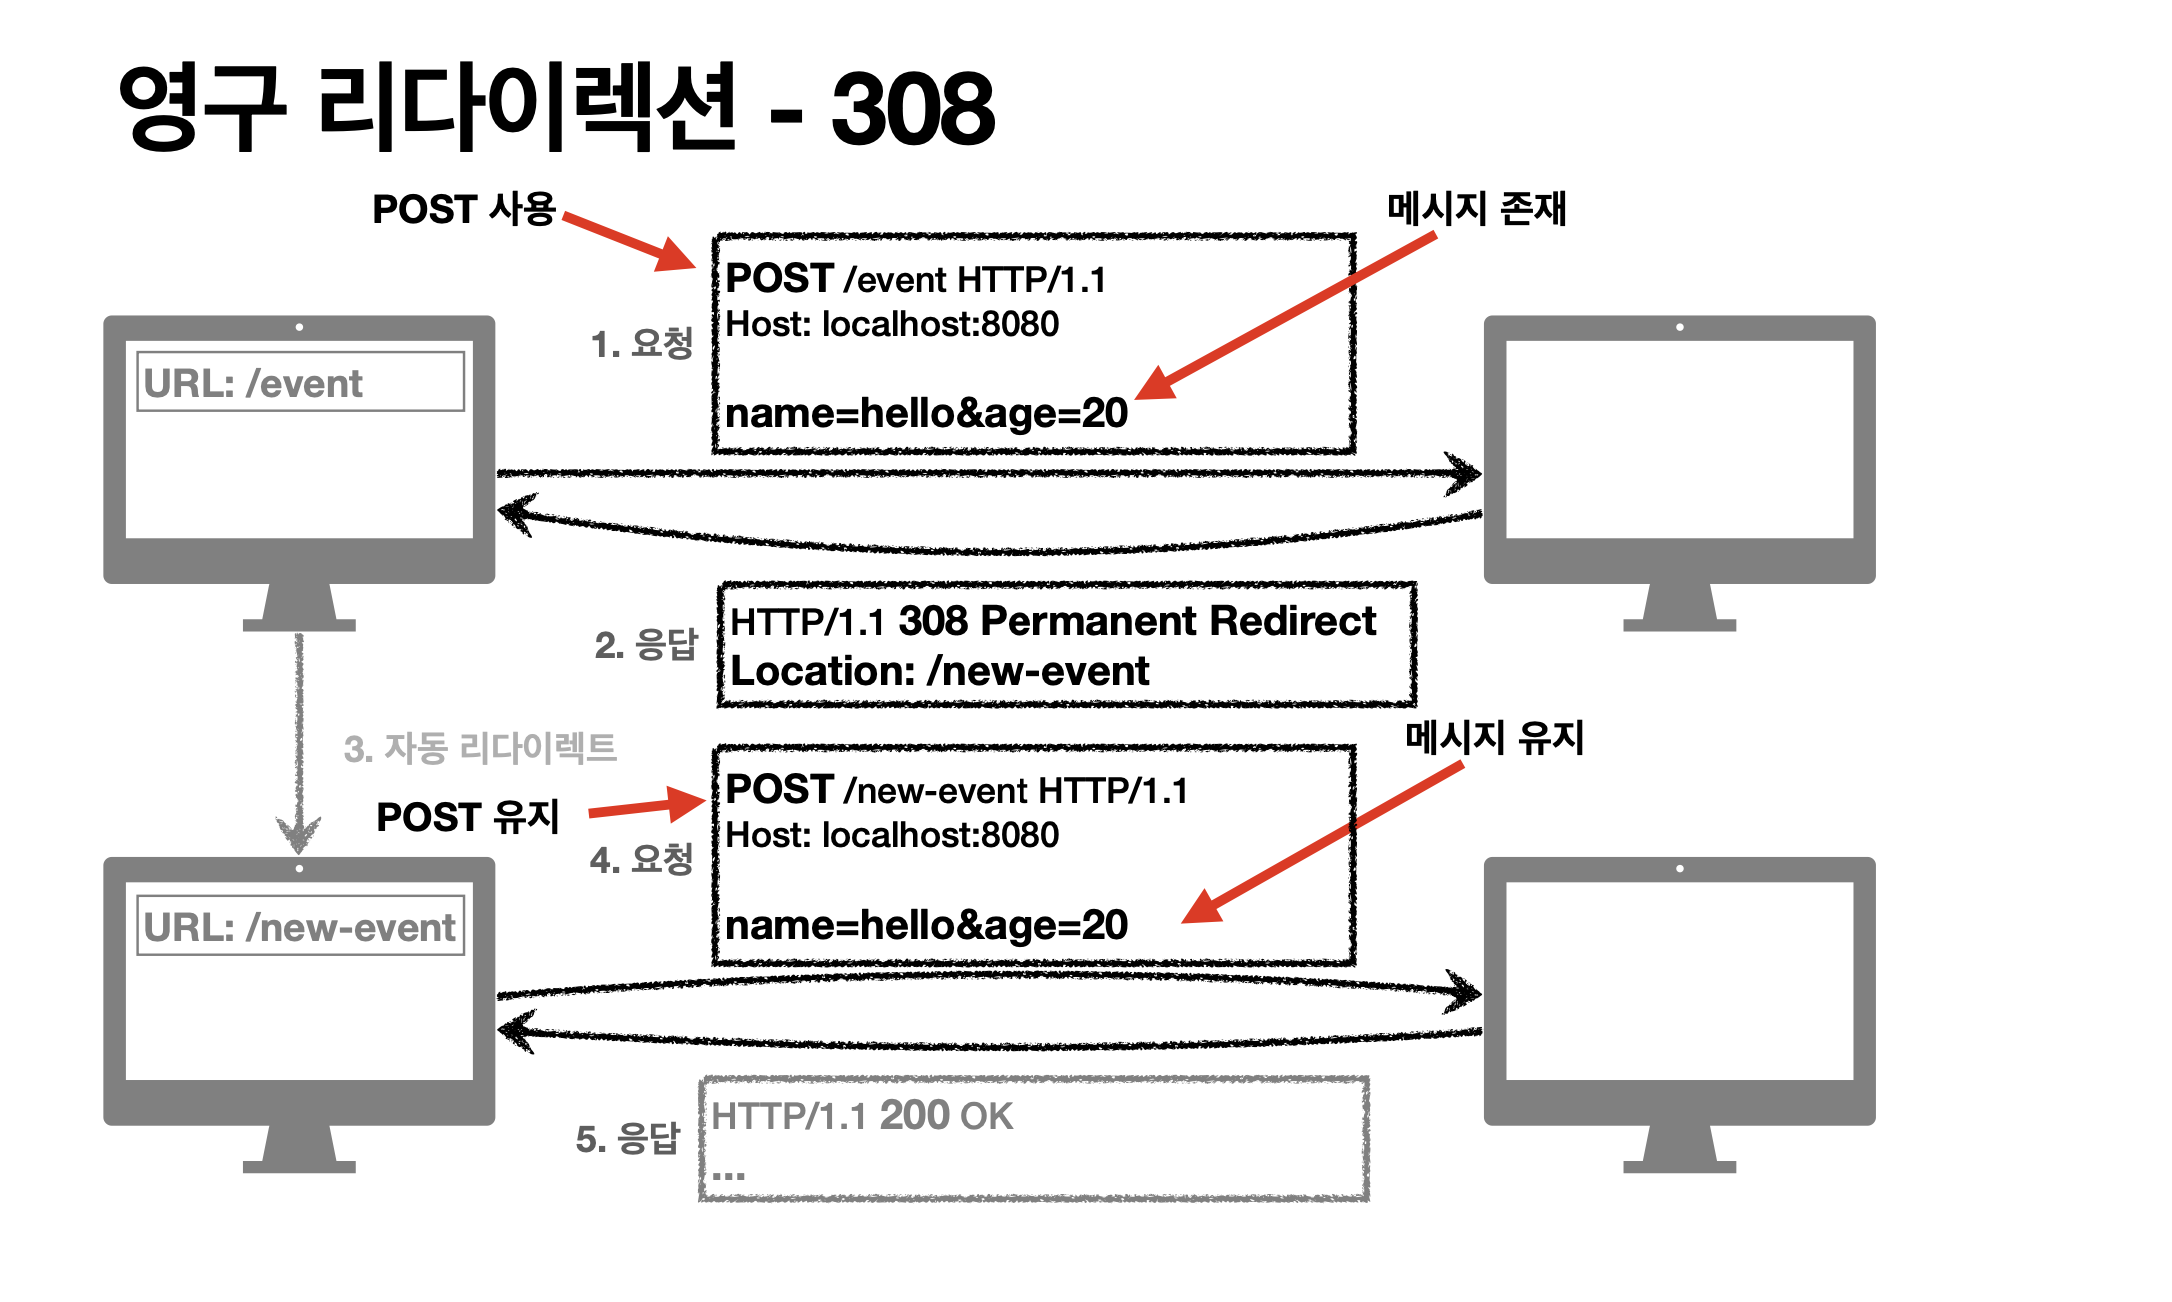 영구 리다이렉션 - 308
POST 사용
메시지 존재
POST /event HTTP/1.1
Host: localhost:8080
name=hello&age=20
1. 요청
URL: /event
2. 응답
HTTP/1.1 308 Permanent Redirect
Location: /new-event
3. 자동 리다이렉트
메시지 유지
POST 유지
POST /new-event HTTP/1.1
Host: localhost:8080
name=hello&age=20
4. 요청
URL: /new-event
5. 응답
HTTP/1.1 200 OK
...